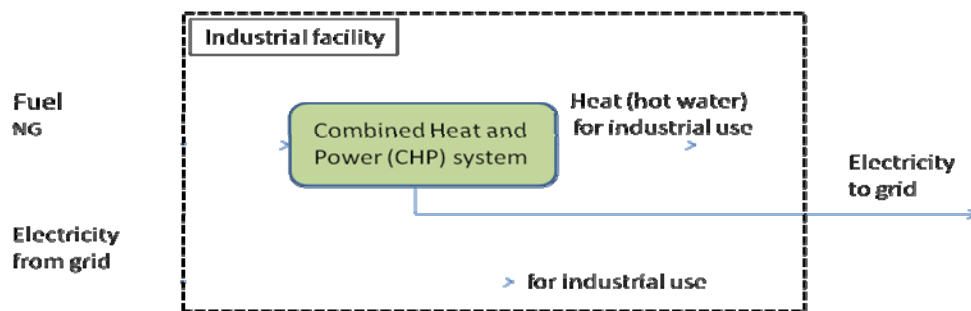 Industrial facility
Fuel
NG
Combined Heat and
Power (CHP) system
Heat (hot water)
for industrial use
Electricity
to grid
Electricity
from grid
for industrial use